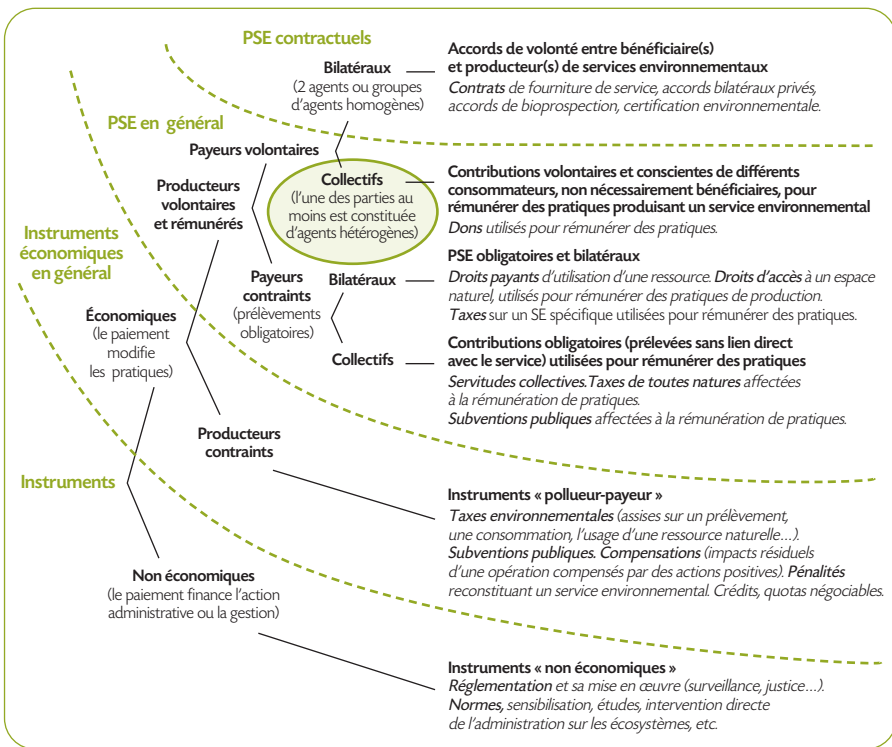 PSE contractuels
Bilatéraux
(2 agents ou groupes
d'agents homogènes)
Accords de volonté entre bénéficiaire(s)
et producteur(s) de services environnementaux
Contrats de fourniture de service, accords bilatéraux privés,
accords de bioprospection, certification environnementale.
PSE en général
Payeurs volontaires
Collectifs
(l'une des parties au
moins est constituée
d'agents hétérogènes)
Contributions volontaires et conscientes de différents
consommateurs, non nécessairement bénéficiaires, pour
rémunérer des pratiques produisant un service environnemental
Dons utilisés pour rémunérer des pratiques.
Producteurs
volontaires
et rémunérés
Instruments
économiques
en général
Payeurs
contraints
(prélèvements
obligatoires)
Bilatéraux
PSE obligatoires et bilatéraux
Droits payants d'utilisation d'une ressource. Droits d'accès à un espace
naturel, utilisés pour rémunérer des pratiques de production.
Taxes sur un SE spécifique utilisées pour rémunérer des pratiques.
Économiques
(le paiement
modifie
les pratiques)
Collectifs
Contributions obligatoires (prélevées sans lien direct
avec le service) utilisées pour rémunérer des pratiques
Servitudes collectives. Taxes de toutes natures affectées
à la rémunération de pratiques.
Subventions publiques affectées à la rémunération de pratiques.
Producteurs
contraints
Instruments
Instruments « pollueur-payeur »
Taxes environnementales (assises sur un prélèvement,
une consommation, l'usage d'une ressource naturelle…).
Subventions publiques. Compensations (impacts résiduels
d'une opération compensés par des actions positives). Pénalités
reconstituant un service environnemental. Crédits, quotas négociables.
Non économiques
(le paiement finance l'action
administrative ou la gestion)
Instruments « non économiques »
Réglementation et sa mise en œuvre (surveillance, justice…).
Normes, sensibilisation, études, intervention directe
de l'administration sur les écosystèmes, etc.